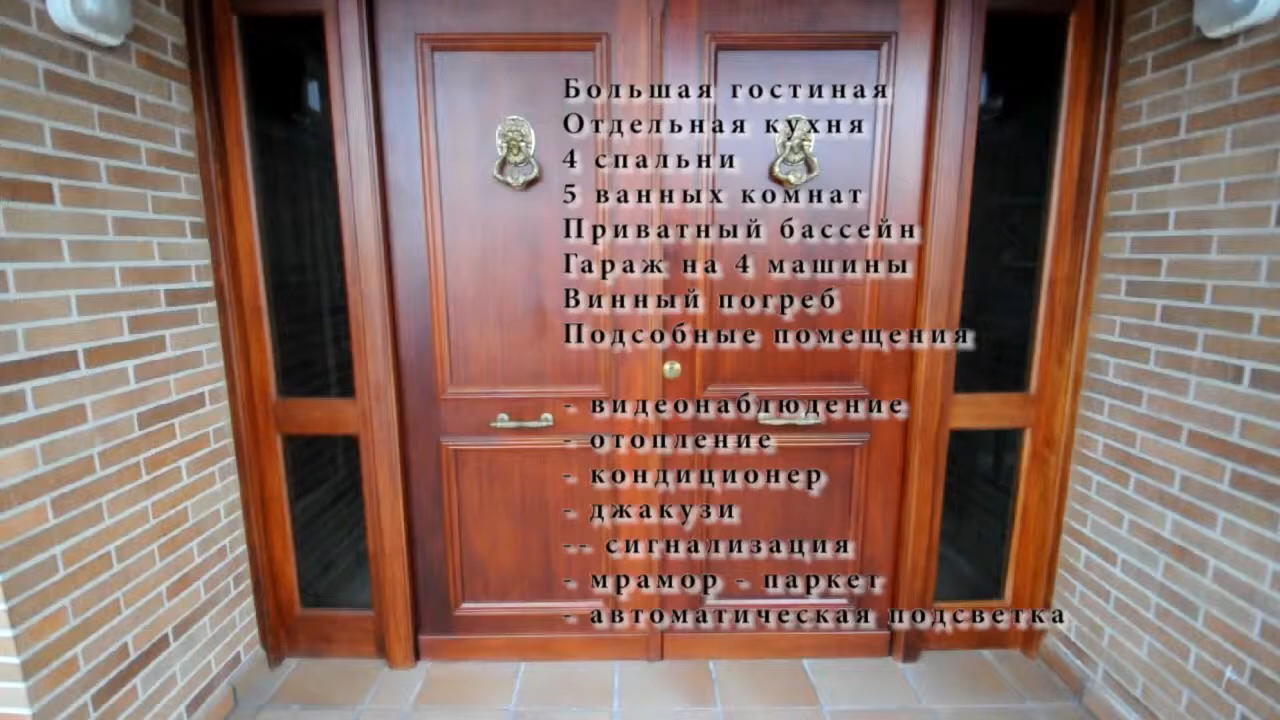 Большая гостиная
Отдельная кухня
4 спальни
5 ванных комнат
Приватный бассейн
Гараж на 4 машины
Винный погреб
Подсобные помещения
- видеонаблюдение
- отопление
- кондиционер
- джакузи
-- сигнализация
- мрамор - паркет
- автоматическая подсветка